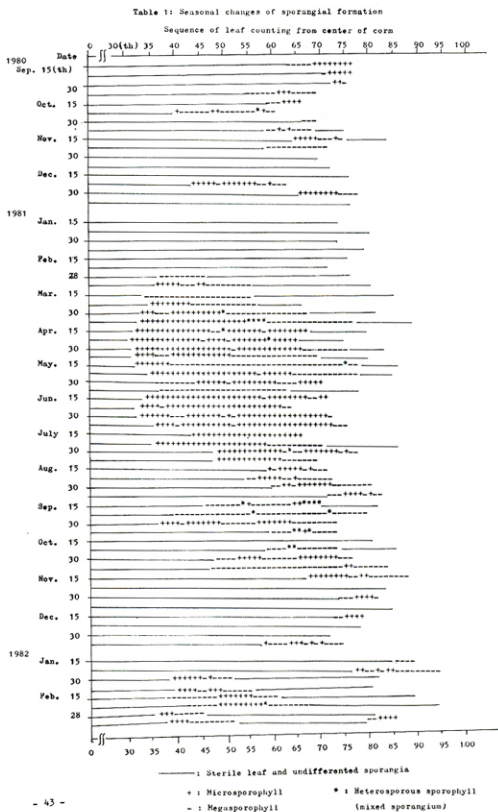 Table 1: Seasonal changes of sporangial formation
Sequence of leaf counting from center of corm
0 30(th) 35 40 45 50 55 60 65 70 75 80 85 90 95 100
Date
1980
Sep. 15(th)
30
Oct. 15
30
Nov. 15
30
Dec. 15
30
1981
Jan. 15
30
Feb. 15
28
Mar. 15
30
Apr. 15
30
May. 15
30
Jun. 15
30
July 15
30
Aug. 15
30
Sep. 15
30
Oct. 15
30
Nov. 15
30
Dec. 15
30
1982
Jan. 15
30
Feb. 15
28
0 30 35 40 45 50 55 60 65 70 75 80 85 90 95 100
———: Sterile leaf and undifferented sporangia
+ : Microsporophyll * : Heterosporous sporophyll
- : Megasporophyll (mixed sporangium)
- 43 -